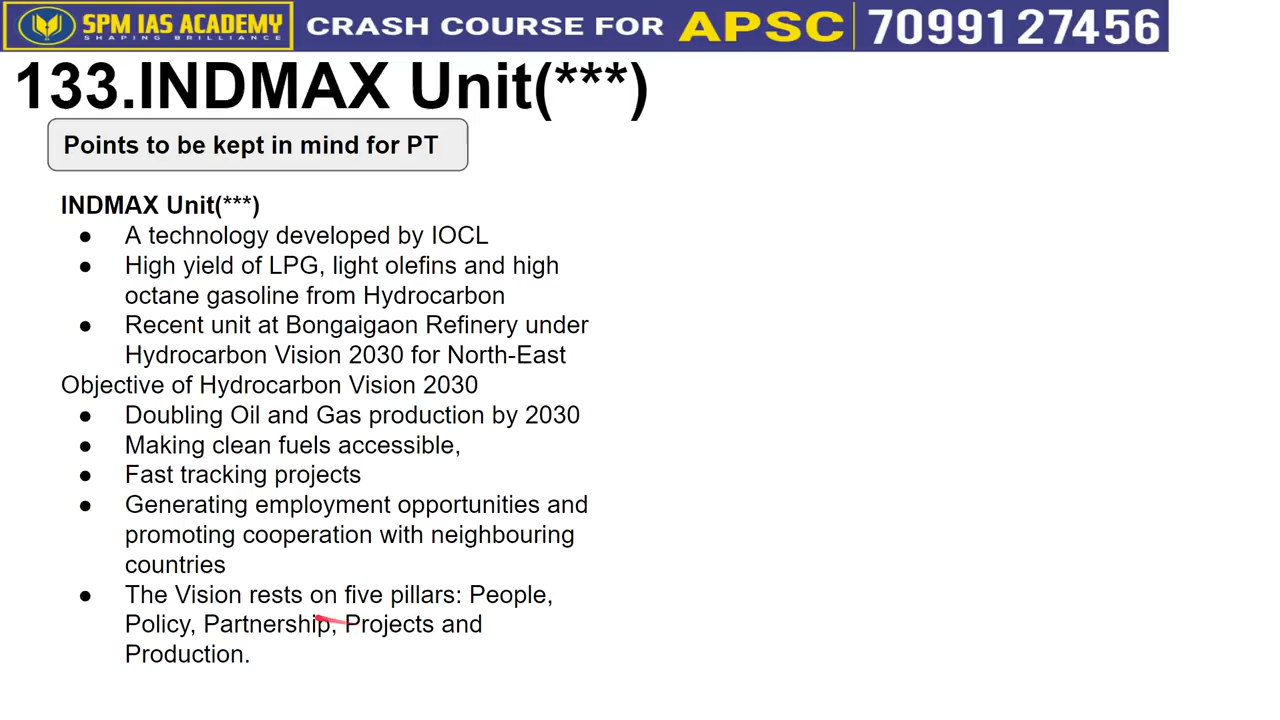 SPM IAS ACADEMY
SHAPING BRILLIANCE
CRASH COURSE FOR APSC 70991 27456
133.INDMAX Unit(***)
Points to be kept in mind for PT
INDMAX Unit(***)
● A technology developed by IOCL
● High yield of LPG, light olefins and high
octane gasoline from Hydrocarbon
● Recent unit at Bongaigaon Refinery under
Hydrocarbon Vision 2030 for North-East
Objective of Hydrocarbon Vision 2030
● Doubling Oil and Gas production by 2030
● Making clean fuels accessible,
● Fast tracking projects
● Generating employment opportunities and
promoting cooperation with neighbouring
countries
● The Vision rests on five pillars: People,
Policy, Partnership, Projects and
Production.